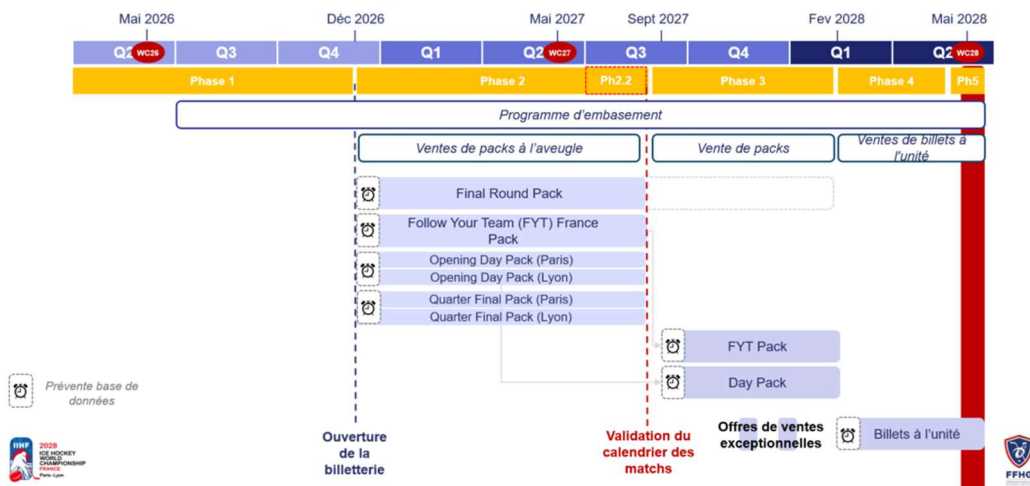 Mai 2026
Déc 2026
Mai 2027
Sept 2027
Fev 2028
Mai 2028
Q2
WC26
Q3
Q4
Q1
Q2
WC27
Q3
Q4
Q1
Q2
WC28
Phase 1
Phase 2
Ph2.2
Phase 3
Phase 4
Ph5
Programme d'embasement
Ventes de packs à l'aveugle
Vente de packs
Ventes de billets à
l'unité
Final Round Pack
Follow Your Team (FYT) France
Pack
Opening Day Pack (Paris)
Opening Day Pack (Lyon)
Quarter Final Pack (Paris)
Quarter Final Pack (Lyon)
FYT Pack
Day Pack
Prévente base de
données
Offres de ventes
exceptionnelles
Billets à l'unité
Ouverture
de la
billetterie
Validation du
calendrier des
matchs
IIHF
2028
ICE HOCKEY
WORLD
CHAMPIONSHIP
FRANCE
Paris-Lyon
FFHG